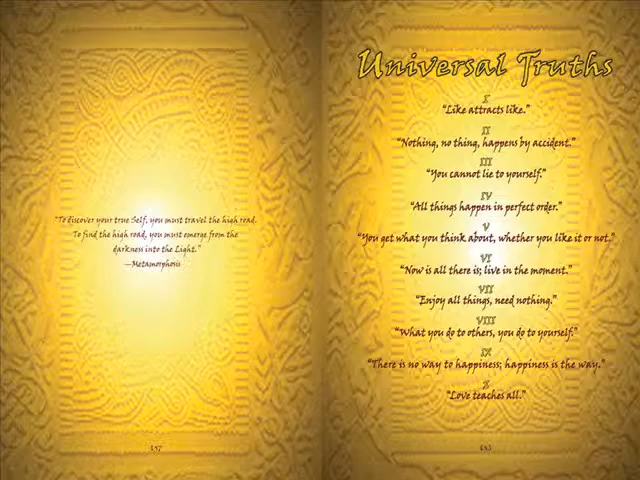 "To discover your true Self, you must travel the high road.
To find the high road, you must emerge from the
darkness into the Light."
—Metamorphosis
Universal Truths
I
"Like attracts like."
II
"Nothing, no thing, happens by accident."
III
"You cannot lie to yourself."
IV
"All things happen in perfect order."
V
"You get what you think about, whether you like it or not."
VI
"Now is all there is; live in the moment."
VII
"Enjoy all things, need nothing."
VIII
"What you do to others, you do to yourself."
IX
"There is no way to happiness; happiness is the way."
X
"Love teaches all."